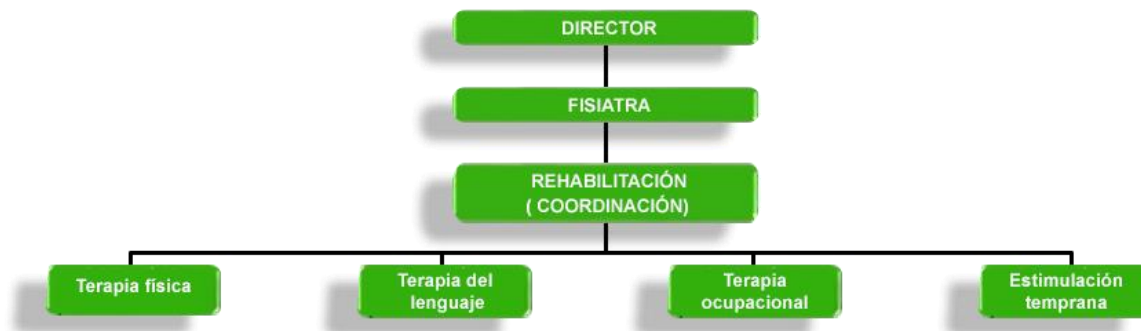 DIRECTOR
FISIATRA
REHABILITACIÓN
( COORDINACIÓN)
Terapia física
Terapia del
lenguaje
Terapia
ocupacional
Estimulación
temprana